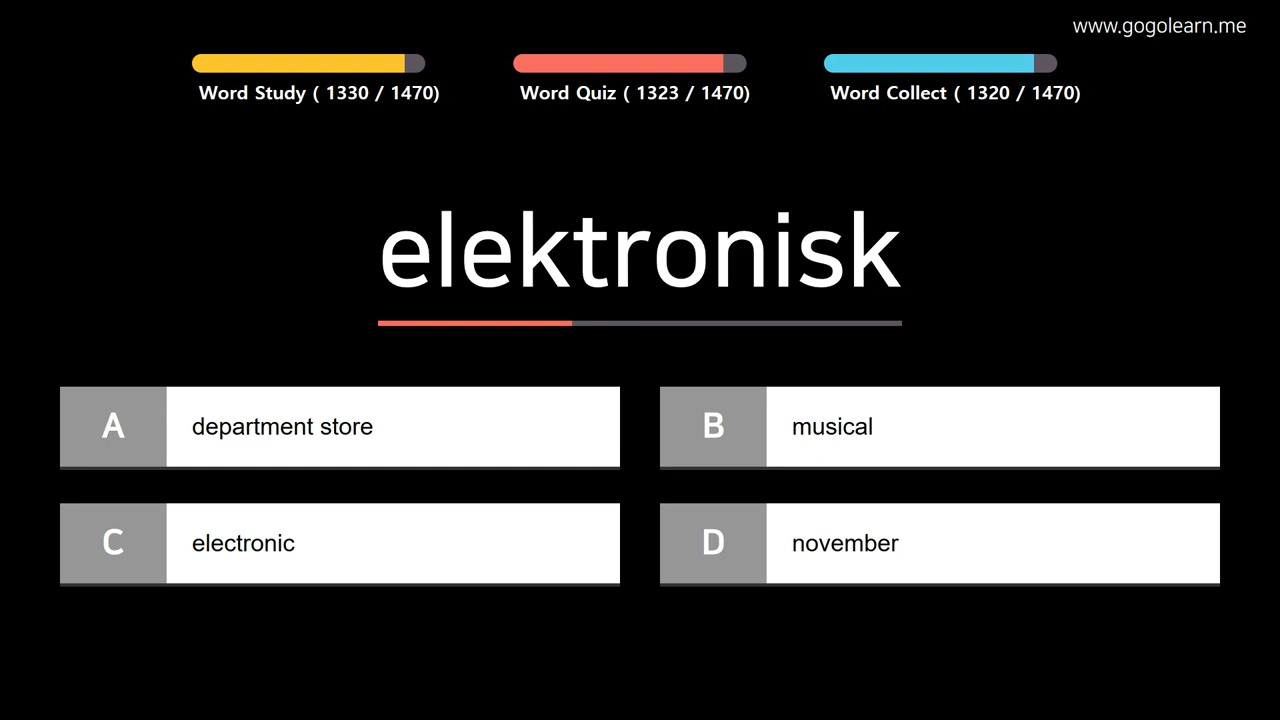 www.gogolearn.me
Word Study ( 1330 / 1470)
Word Quiz ( 1323 / 1470)
Word Collect ( 1320 / 1470)
elektronisk
A
department store
B
musical
C
electronic
D
november